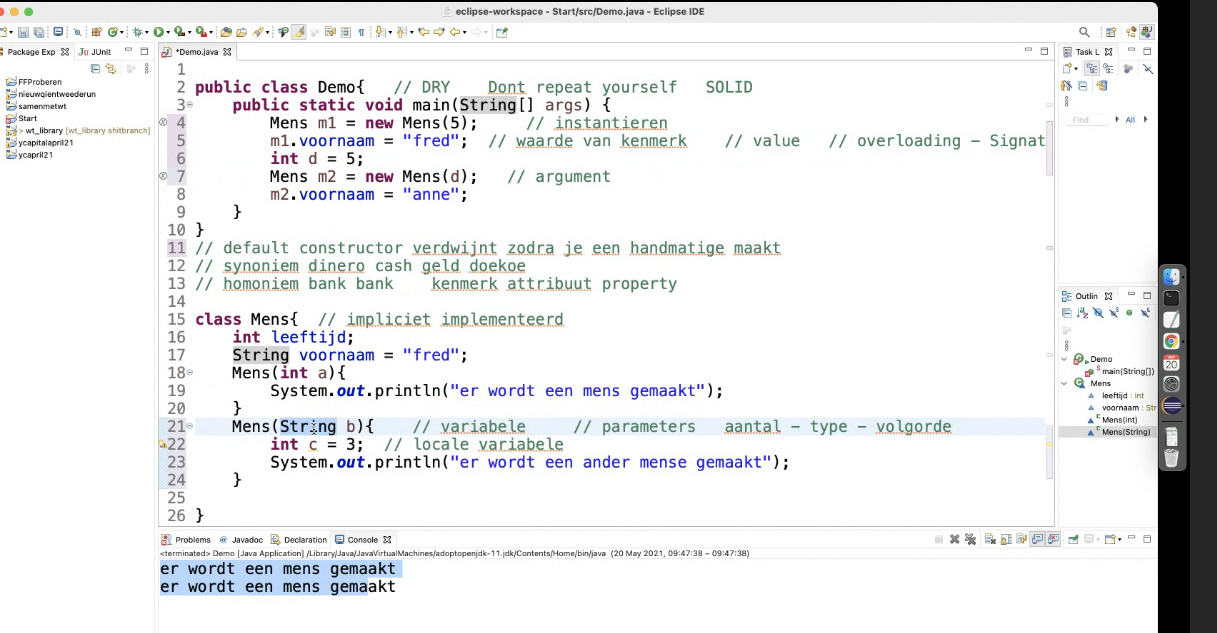 eclipse-workspace - Start/src/Demo.java - Eclipse IDE
Package Exp
JUnit
*Demo.java
Task L
FFProberen
nieuwqientweederun
samenmetwt
Start
> wt_library [wt_library shitbranch]
ycapitalapril21
ycapril21
1
2 public class Demo{ // DRY Dont repeat yourself SOLID
3 public static void main(String[] args) {
4 Mens m1 = new Mens(5); // instantieren
5 m1.voornaam = "fred"; // waarde van kenmerk // value // overloading - Signat
6 int d = 5;
7 Mens m2 = new Mens(d); // argument
8 m2.voornaam = "anne";
9 }
10 }
11 // default constructor verdwijnt zodra je een handmatige maakt
12 // synoniem dinero cash geld doekoe
13 // homoniem bank bank kenmerk attribuut property
14
15 class Mens{ // impliciet implementeerd
16 int leeftijd;
17 String voornaam = "fred";
18 Mens(int a){
19 System.out.println("er wordt een mens gemaakt");
20 }
21 Mens(String b){ // variabele // parameters aantal - type - volgorde
22 int c = 3; // locale variabele
23 System.out.println("er wordt een ander mense gemaakt");
24 }
25
26 }
Find
All
Outlin
Demo
main(String[])
Mens
leeftijd : int
voornaam : Str
Mens(int)
Mens(String)
20
Problems
Javadoc
Declaration
Console
<terminated> Demo [Java Application] /Library/Java/JavaVirtualMachines/adoptopenjdk-11.jdk/Contents/Home/bin/java (20 May 2021, 09:47:38 – 09:47:38)
er wordt een mens gemaakt
er wordt een mens gemaakt